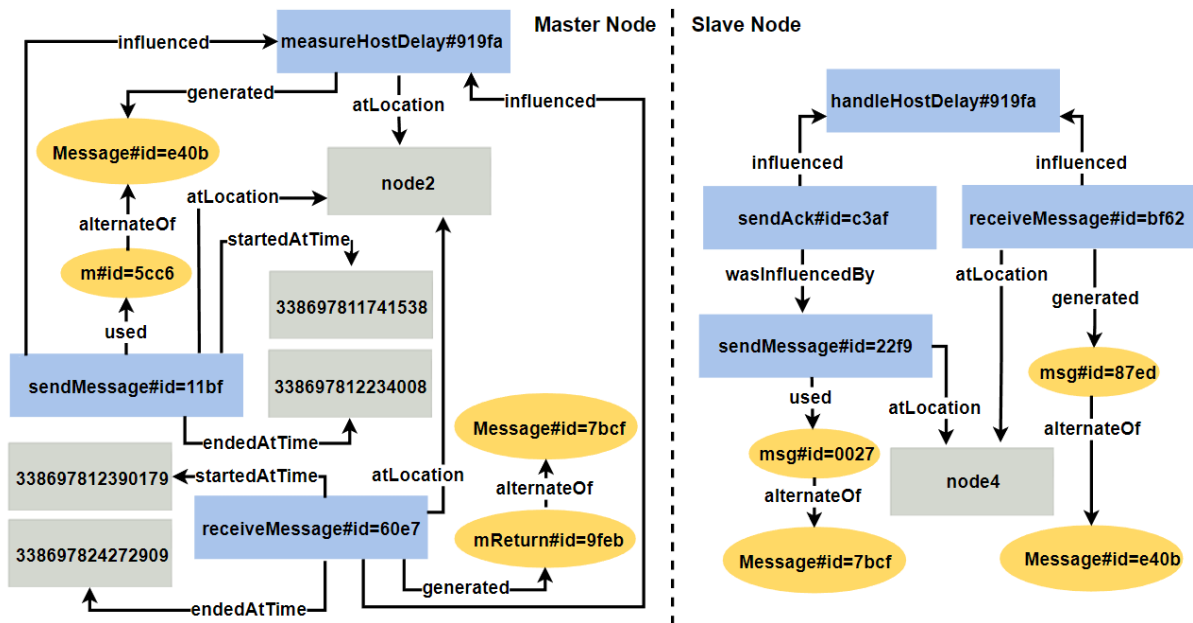 Master Node
Slave Node
influenced
measureHostDelay#919fa
generated
atLocation
influenced
Message#id=e40b
atLocation
node2
alternateOf
startedAtTime
m#id=5cc6
338697811741538
used
sendMessage#id=11bf
338697812234008
endedAtTime
Message#id=7bcf
338697812390179
startedAtTime
atLocation
alternateOf
receiveMessage#id=60e7
mReturn#id=9feb
338697824272909
generated
endedAtTime
handleHostDelay#919fa
influenced
influenced
sendAck#id=c3af
receiveMessage#id=bf62
wasInfluencedBy
atLocation
generated
sendMessage#id=22f9
msg#id=87ed
used
atLocation
alternateOf
msg#id=0027
node4
alternateOf
Message#id=7bcf
Message#id=e40b